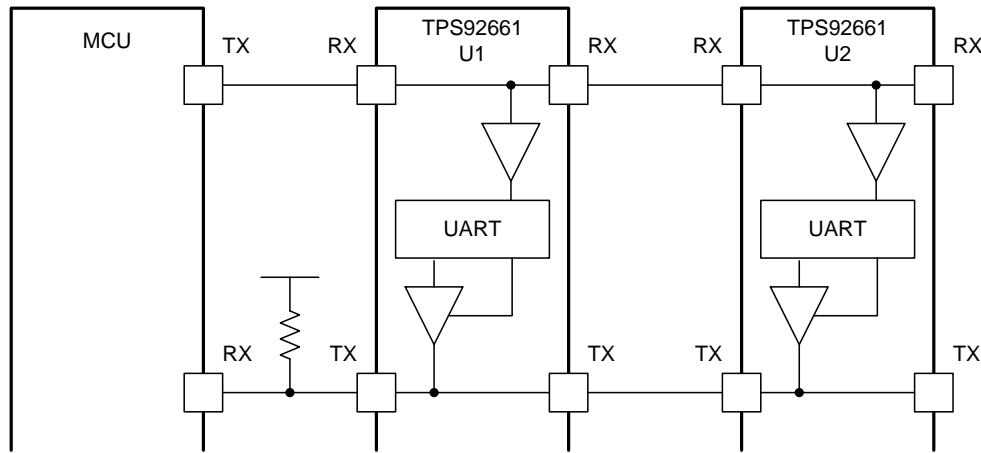 MCU
TX
RX
TPS92661
U1
RX
RX
TPS92661
U2
RX
UART
UART
RX
TX
TX
TX
TX